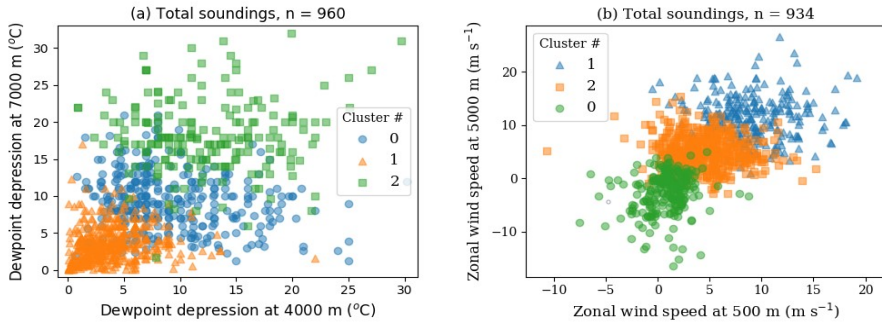 (a) Total soundings, n = 960
Dewpoint depression at 7000 m (°C)
30
25
20
15
10
5
0
Cluster #
0
1
2
0 5 10 15 20 25 30
Dewpoint depression at 4000 m (°C)
(b) Total soundings, n = 934
Zonal wind speed at 5000 m (m s⁻¹)
20
10
0
−10
Cluster #
1
2
0
−10 −5 0 5 10 15 20
Zonal wind speed at 500 m (m s⁻¹)